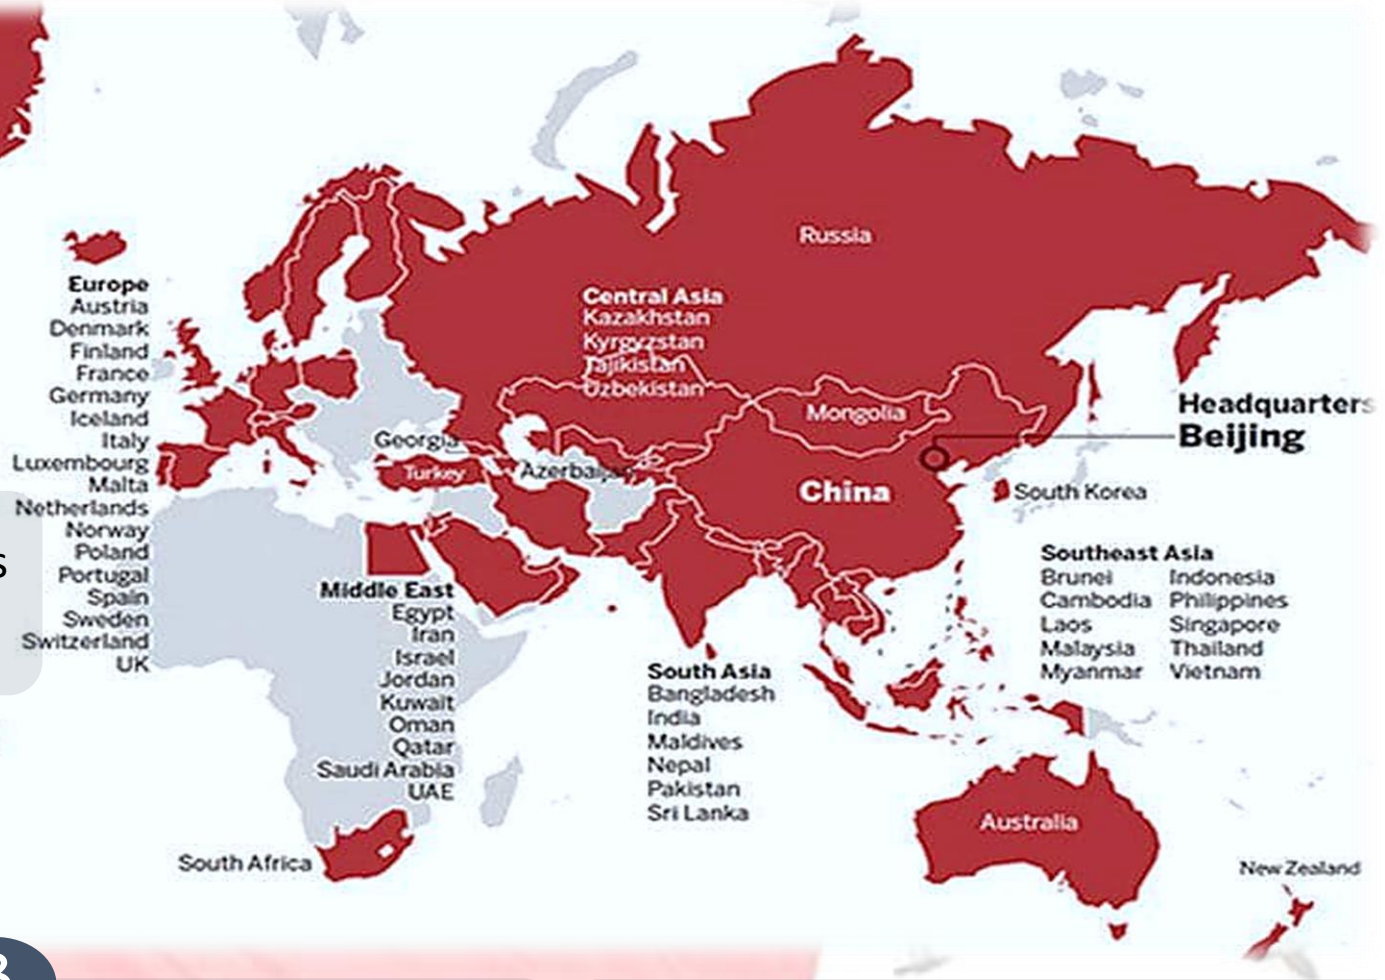 Russia
Europe
Austria
Denmark
Finland
France
Germany
Iceland
Italy
Luxembourg
Malta
Netherlands
Norway
Poland
Portugal
Spain
Sweden
Switzerland
UK
Central Asia
Kazakhstan
Kyrgyzstan
Tajikistan
Uzbekistan
Mongolia
Headquarters
Beijing
Georgia
Turkey
Azerbaijan
China
South Korea
Middle East
Egypt
Iran
Israel
Jordan
Kuwait
Oman
Qatar
Saudi Arabia
UAE
South Asia
Bangladesh
India
Maldives
Nepal
Pakistan
Sri Lanka
Southeast Asia
Brunei Indonesia
Cambodia Philippines
Laos Singapore
Malaysia Thailand
Myanmar Vietnam
Australia
South Africa
New Zealand
s